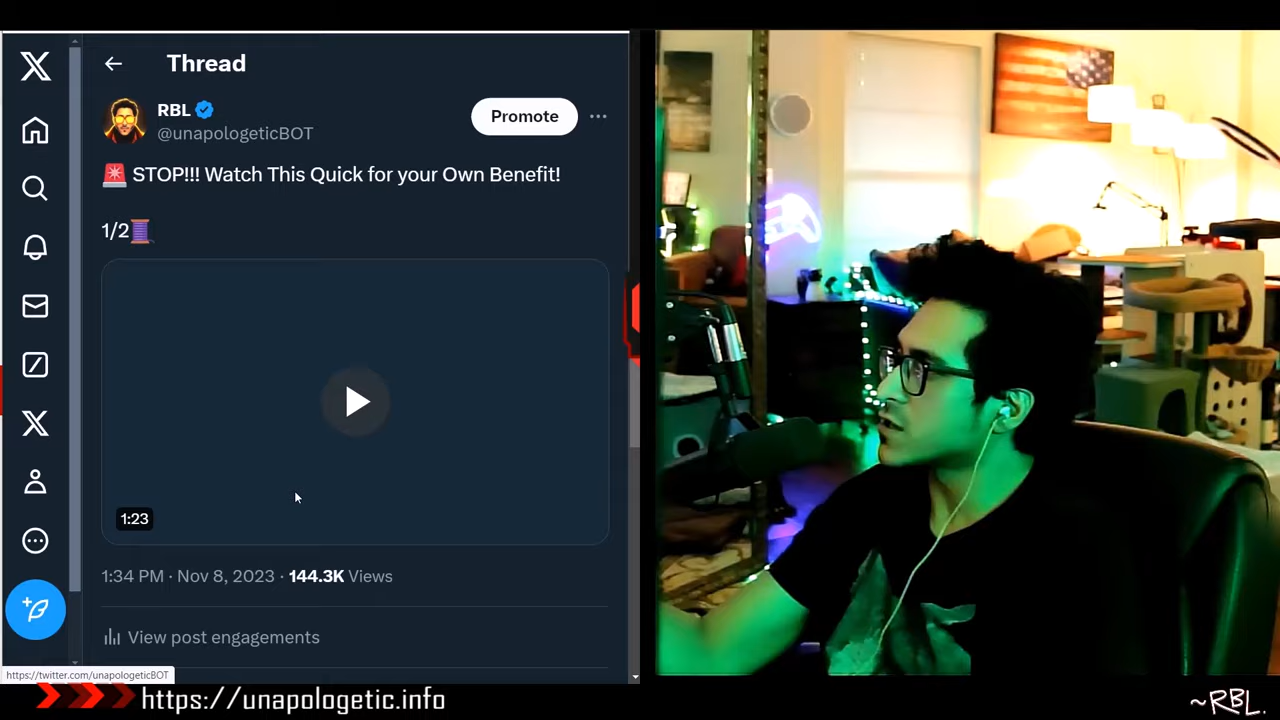 Thread
RBL
@unapologeticBOT
Promote
STOP!!! Watch This Quick for your Own Benefit!
1/2
1:23
1:34 PM · Nov 8, 2023 · 144.3K Views
View post engagements
https://twitter.com/unapologeticBOT
https://unapologetic.info
~RBL.